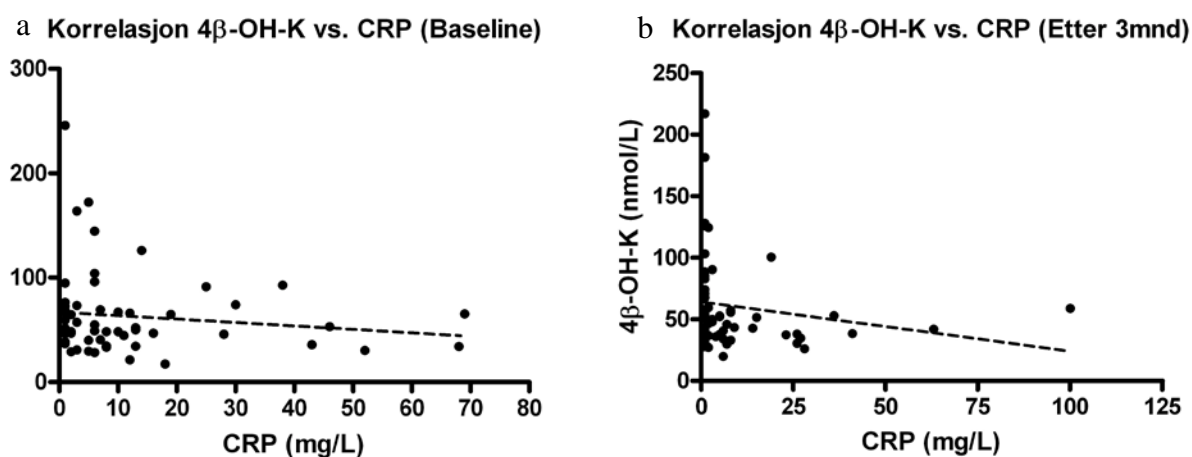 a Korrelasjon 4β-OH-K vs. CRP (Baseline)
300
200
100
0
0 10 20 30 40 50 60 70 80
CRP (mg/L)
b Korrelasjon 4β-OH-K vs. CRP (Etter 3mnd)
4β-OH-K (nmol/L)
250
200
150
100
50
0
0 25 50 75 100 125
CRP (mg/L)